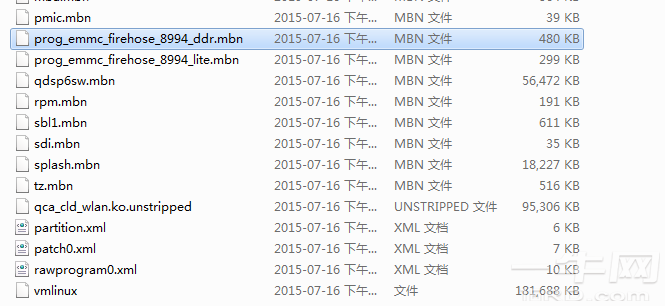 pmic.mbn 2015-07-16 下午... MBN 文件 39 KB
prog_emmc_firehose_8994_ddr.mbn 2015-07-16 下午... MBN 文件 480 KB
prog_emmc_firehose_8994_lite.mbn 2015-07-16 下午... MBN 文件 299 KB
qdsp6sw.mbn 2015-07-16 下午... MBN 文件 56,472 KB
rpm.mbn 2015-07-16 下午... MBN 文件 191 KB
sbl1.mbn 2015-07-16 下午... MBN 文件 611 KB
sdi.mbn 2015-07-16 下午... MBN 文件 35 KB
splash.mbn 2015-07-16 下午... MBN 文件 18,227 KB
tz.mbn 2015-07-16 下午... MBN 文件 516 KB
qca_cld_wlan.ko.unstripped 2015-07-16 下午... UNSTRIPPED 文件 95,306 KB
partition.xml 2015-07-16 下午... XML 文档 6 KB
patch0.xml 2015-07-16 下午... XML 文档 7 KB
rawprogram0.xml 2015-07-16 下午... XML 文档 10 KB
vmlinux 2015-07-16 下午... 文件 181,688 KB